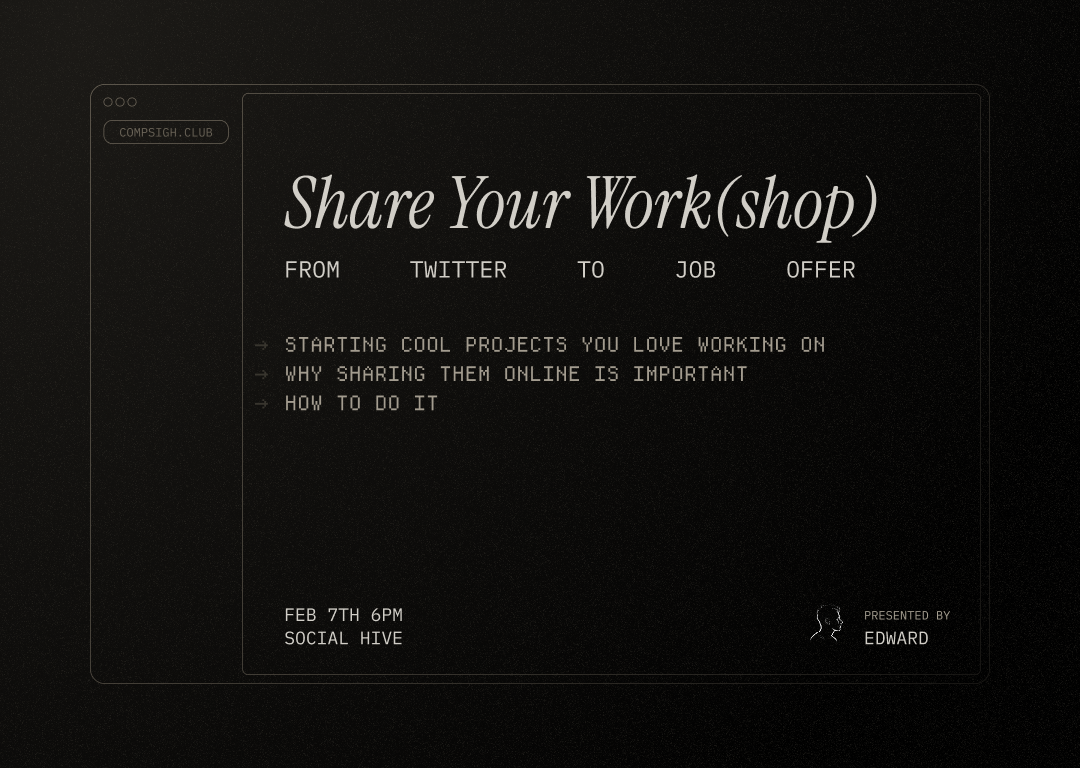 COMPSIGH.CLUB
Share Your Work(shop)
FROM TWITTER TO JOB OFFER
→ STARTING COOL PROJECTS YOU LOVE WORKING ON
→ WHY SHARING THEM ONLINE IS IMPORTANT
→ HOW TO DO IT
FEB 7TH 6PM
SOCIAL HIVE
PRESENTED BY
EDWARD